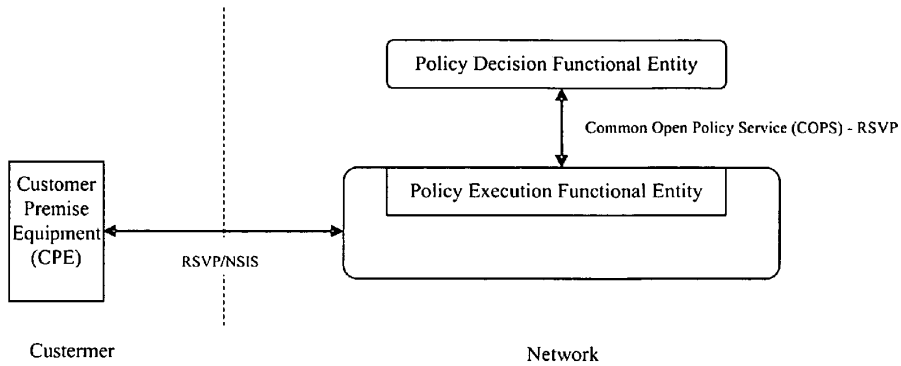 Policy Decision Functional Entity
Common Open Policy Service (COPS) - RSVP
Customer
Premise
Equipment
(CPE)
Policy Execution Functional Entity
RSVP/NSIS
Custermer
Network